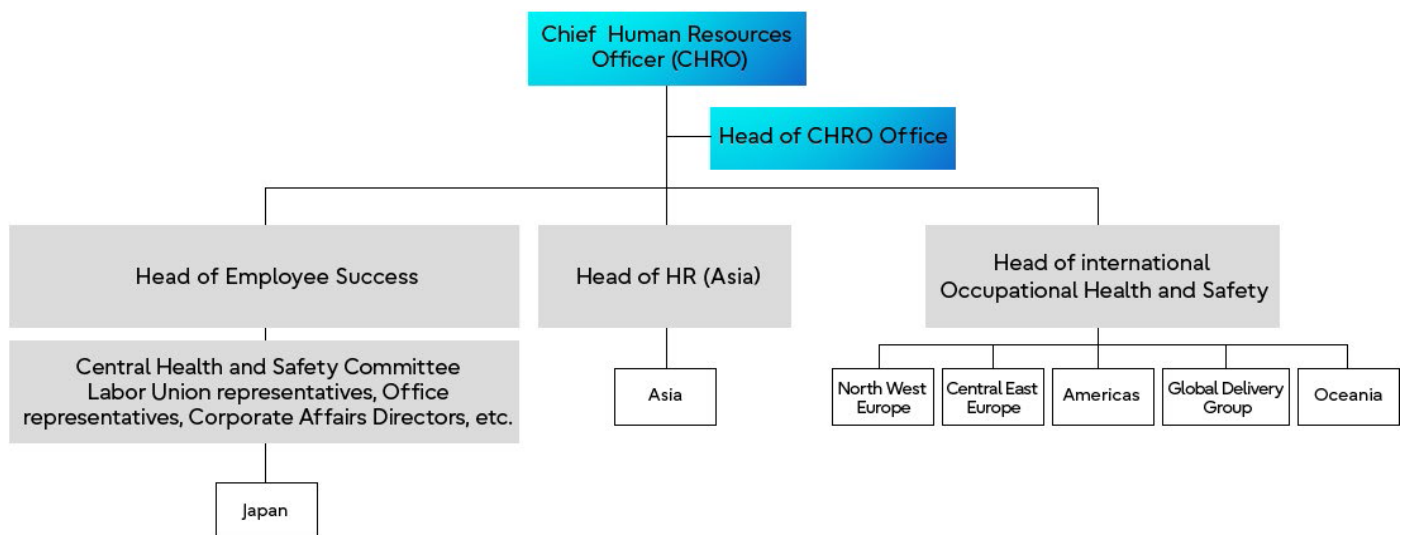 Chief Human Resources
Officer (CHRO)
Head of CHRO Office
Head of Employee Success
Head of HR (Asia)
Head of international
Occupational Health and Safety
Central Health and Safety Committee
Labor Union representatives, Office
representatives, Corporate Affairs Directors, etc.
Asia
North West
Europe
Central East
Europe
Americas
Global Delivery
Group
Oceania
Japan